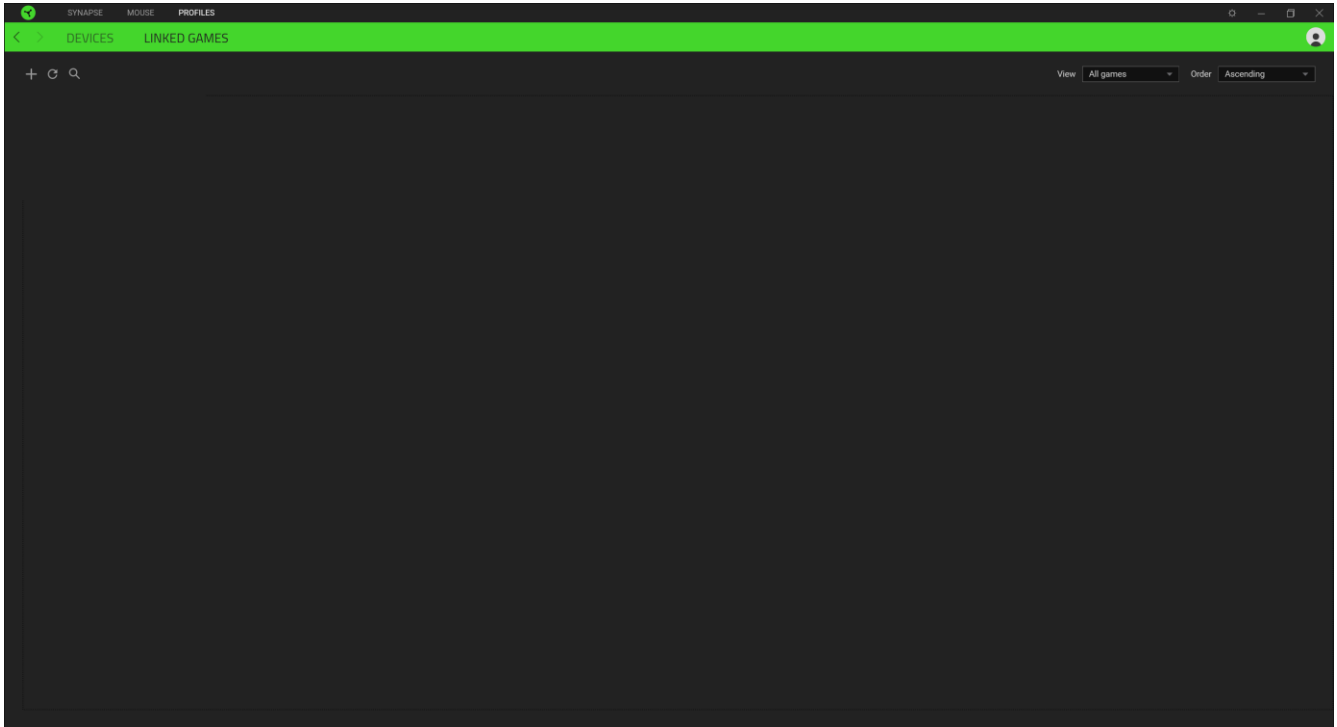 SYNAPSE MOUSE PROFILES
DEVICES LINKED GAMES
View All games Order Ascending